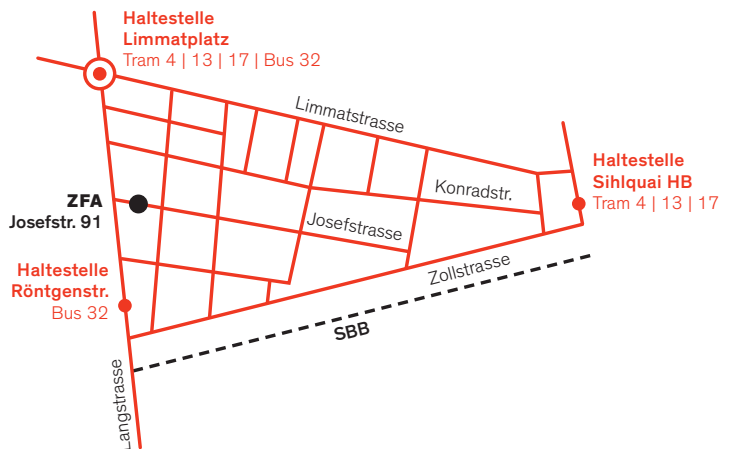 Haltestelle
Limmatplatz
Tram 4 | 13 | 17 | Bus 32
Limmatstrasse
Haltestelle
Sihlquai HB
Tram 4 | 13 | 17
Konradstr.
ZFA
Josefstr. 91
Josefstrasse
Haltestelle
Röntgenstr.
Bus 32
Zollstrasse
SBB
Langstrasse